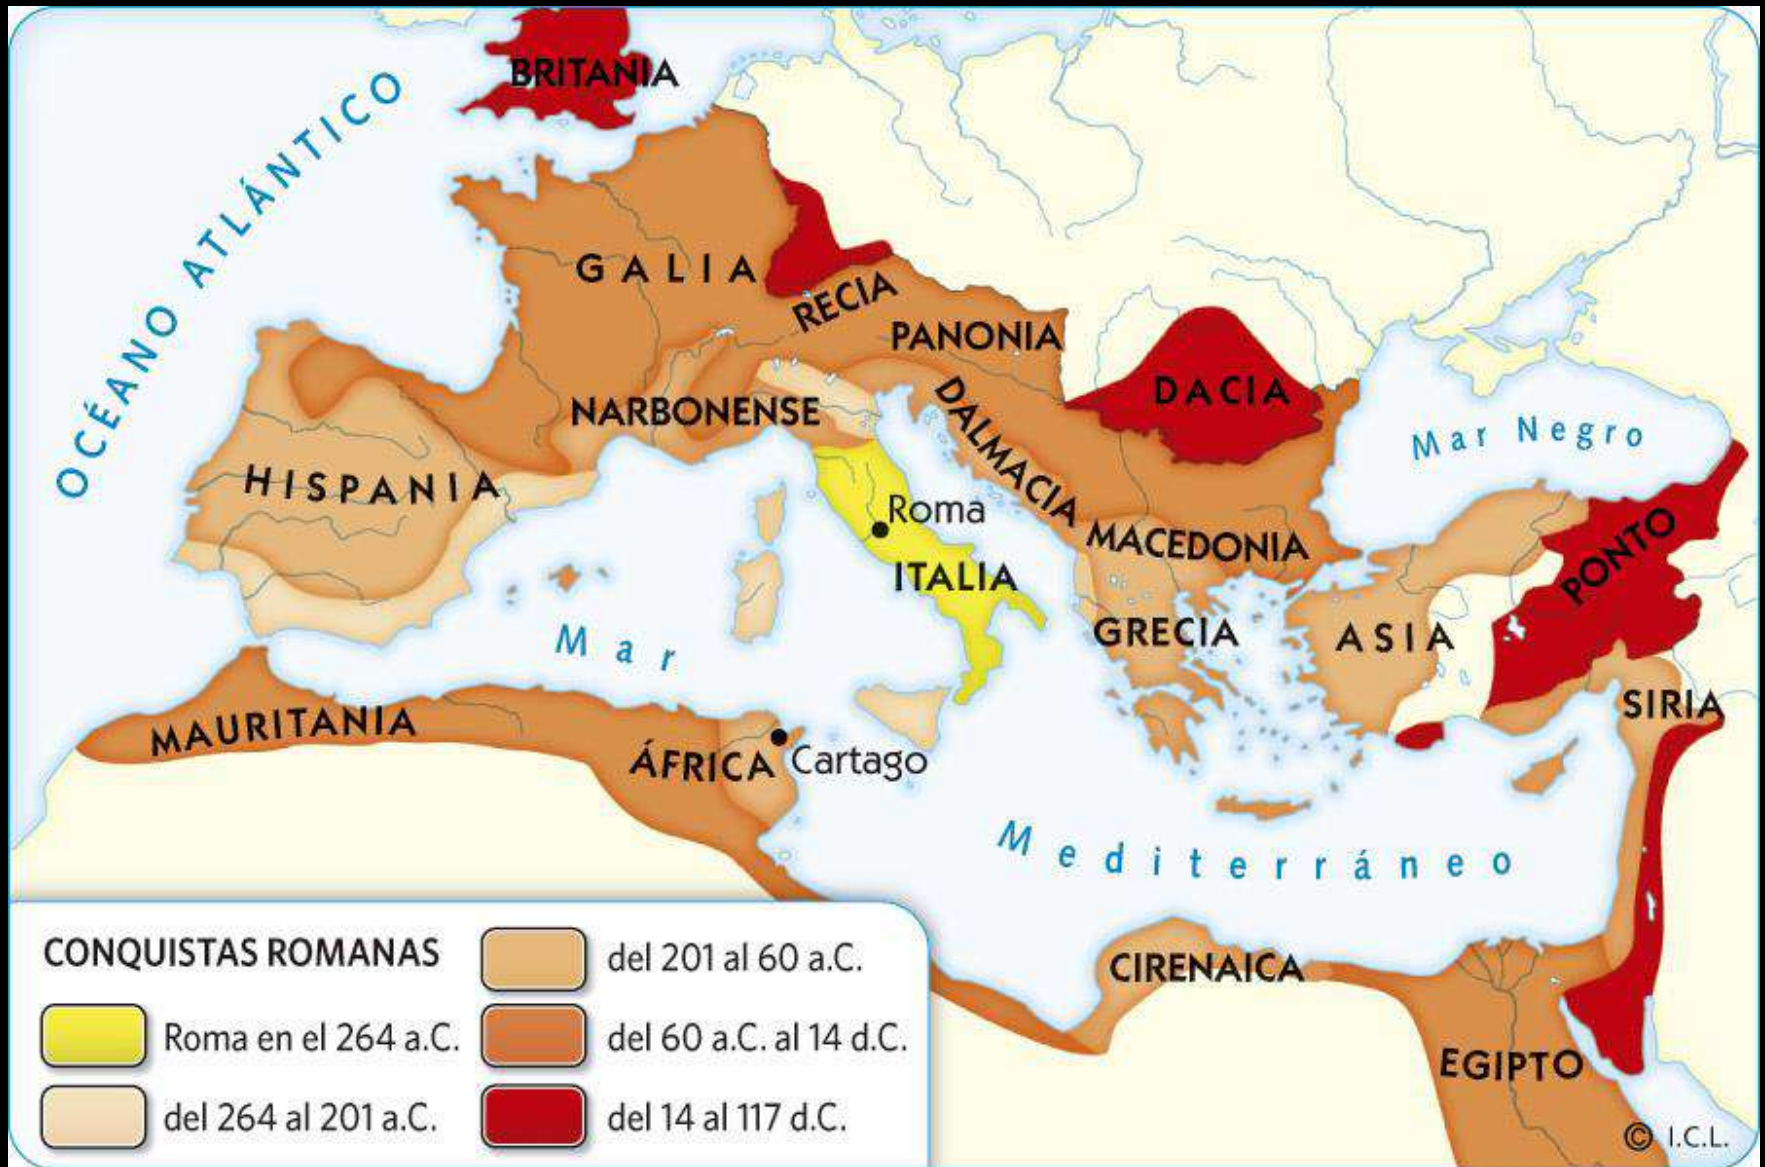 BRITANIA
OCÉANO ATLÁNTICO
GALIA
RECIA
PANONIA
DACIA
Mar Negro
NARBONENSE
DALMACIA
HISPANIA
Roma
ITALIA
MACEDONIA
PONTO
GRECIA
ASIA
SIRIA
Mar
Mediterráneo
MAURITANIA
ÁFRICA
Cartago
CIRENAICA
EGIPTO
CONQUISTAS ROMANAS
Roma en el 264 a.C.
del 264 al 201 a.C.
del 201 al 60 a.C.
del 60 a.C. al 14 d.C.
del 14 al 117 d.C.
© I.C.L.